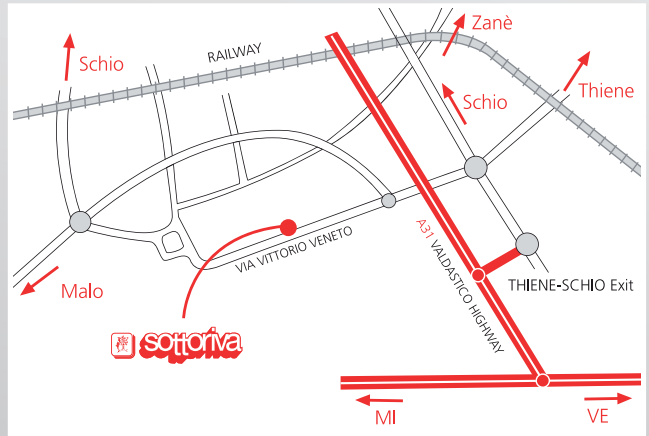 Zanè
RAILWAY
Schio
Schio
Thiene
A31 VALDASTICO HIGHWAY
VIA VITTORIO VENETO
THIENE-SCHIO Exit
Malo
sottoriva
MI
VE